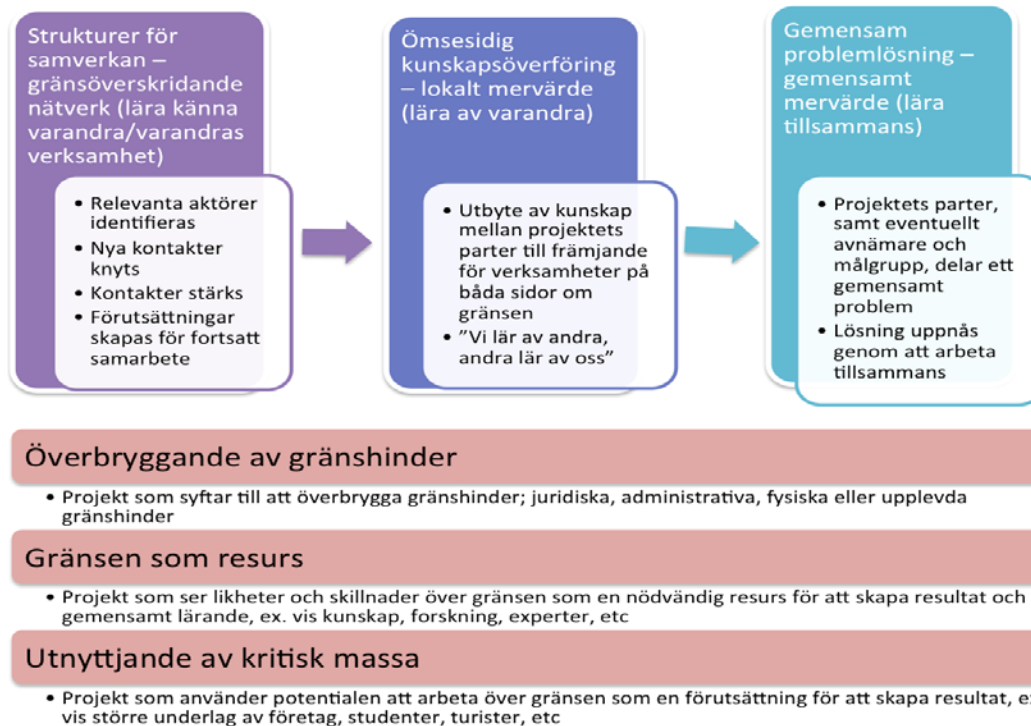 Strukturer för
samverkan –
gränsöverskridande
nätverk (lära känna
varandra/varandras
verksamhet)
• Relevanta aktörer
identifieras
• Nya kontakter
knyts
• Kontakter stärks
• Förutsättningar
skapas för fortsatt
samarbete
Ömsesidig
kunskapsöverföring
– lokalt mervärde
(lära av varandra)
• Utbyte av kunskap
mellan projektets
parter till främjande
för verksamheter på
båda sidor om
gränsen
• ”Vi lär av andra,
andra lär av oss”
Gemensam
problemlösning –
gemensamt
mervärde (lära
tillsammans)
• Projektets parter,
samt eventuellt
avnämare och
målgrupp, delar ett
gemensamt
problem
• Lösning uppnås
genom att arbeta
tillsammans
Överbryggande av gränshinder
• Projekt som syftar till att överbrygga gränshinder; juridiska, administrativa, fysiska eller upplevda
gränshinder
Gränsen som resurs
• Projekt som ser likheter och skillnader över gränsen som en nödvändig resurs för att skapa resultat och
gemensamt lärande, ex. vis kunskap, forskning, experter, etc
Utnyttjande av kritisk massa
• Projekt som använder potentialen att arbeta över gränsen som en förutsättning för att skapa resultat,
vis större underlag av företag, studenter, turister, etc